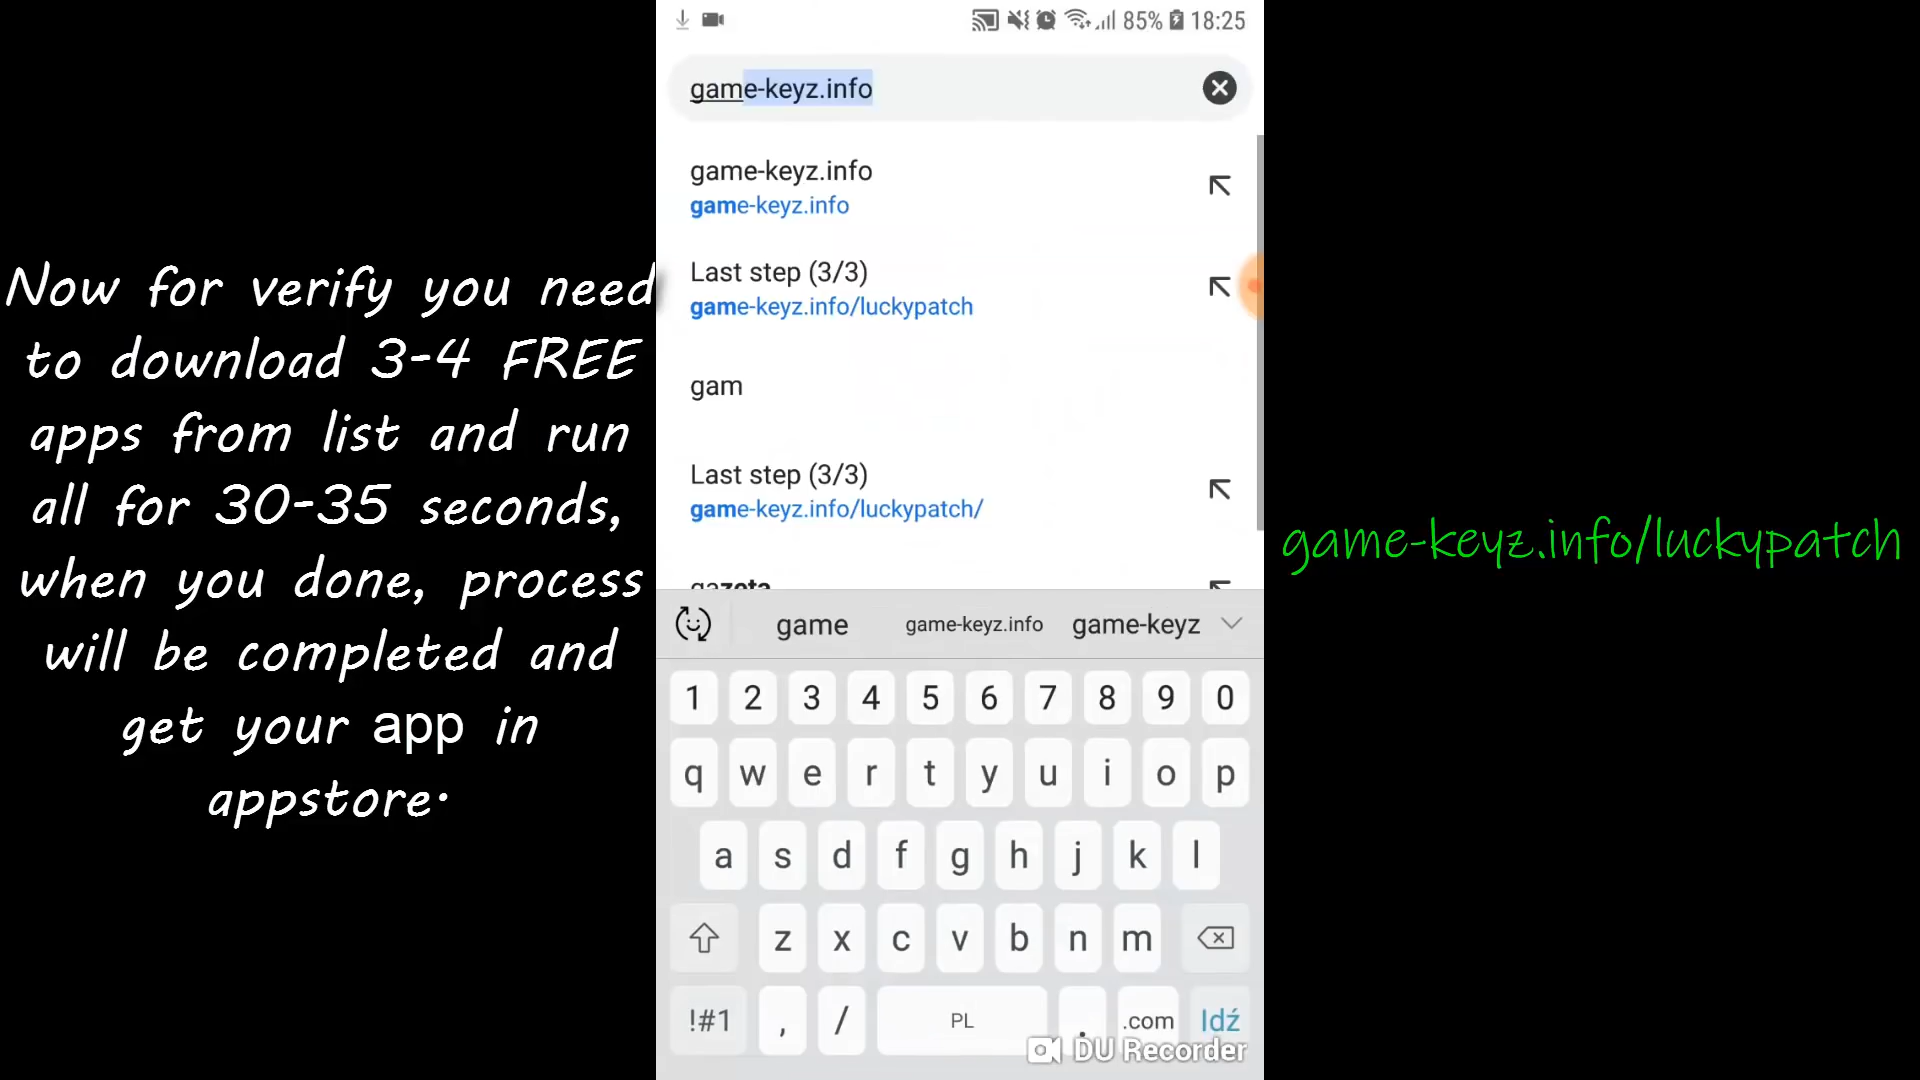 Now for verify you need
to download 3-4 FREE
apps from list and run
all for 30-35 seconds,
when you done, process
will be completed and
get your app in
appstore.
85% 18:25
game-keyz.info
game-keyz.info
game-keyz.info
Last step (3/3)
game-keyz.info/luckypatch
gam
Last step (3/3)
game-keyz.info/luckypatch/
gazeta
game game-keyz.info game-keyz
1 2 3 4 5 6 7 8 9 0
q w e r t y u i o p
a s d f g h j k l
z x c v b n m
!#1 , / PL . .com Idź
DU Recorder
game-keyz.info/luckypatch